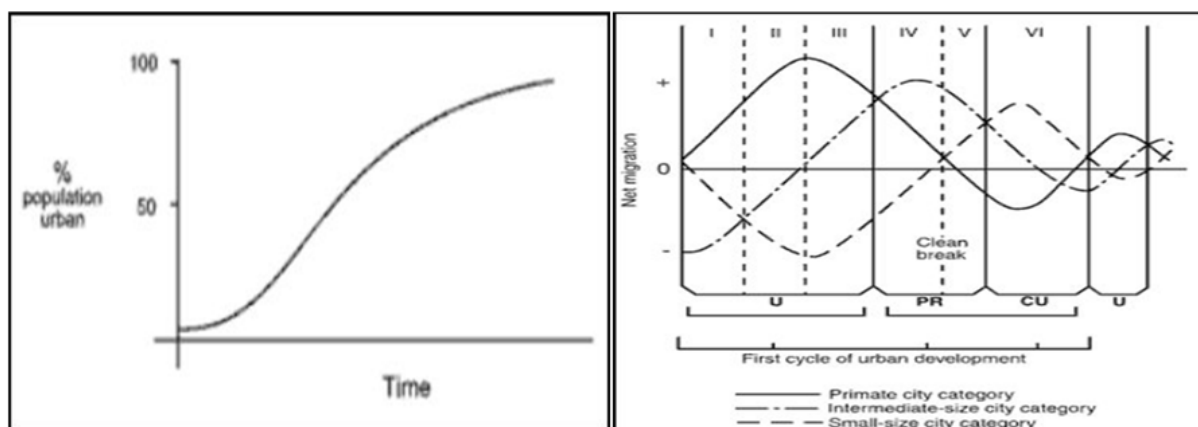 100
%
population
urban
50
Time
I II III IV V VI
+
0
-
Net migration
Clean
break
U PR CU U
First cycle of urban development
Primate city category
Intermediate-size city category
Small-size city category